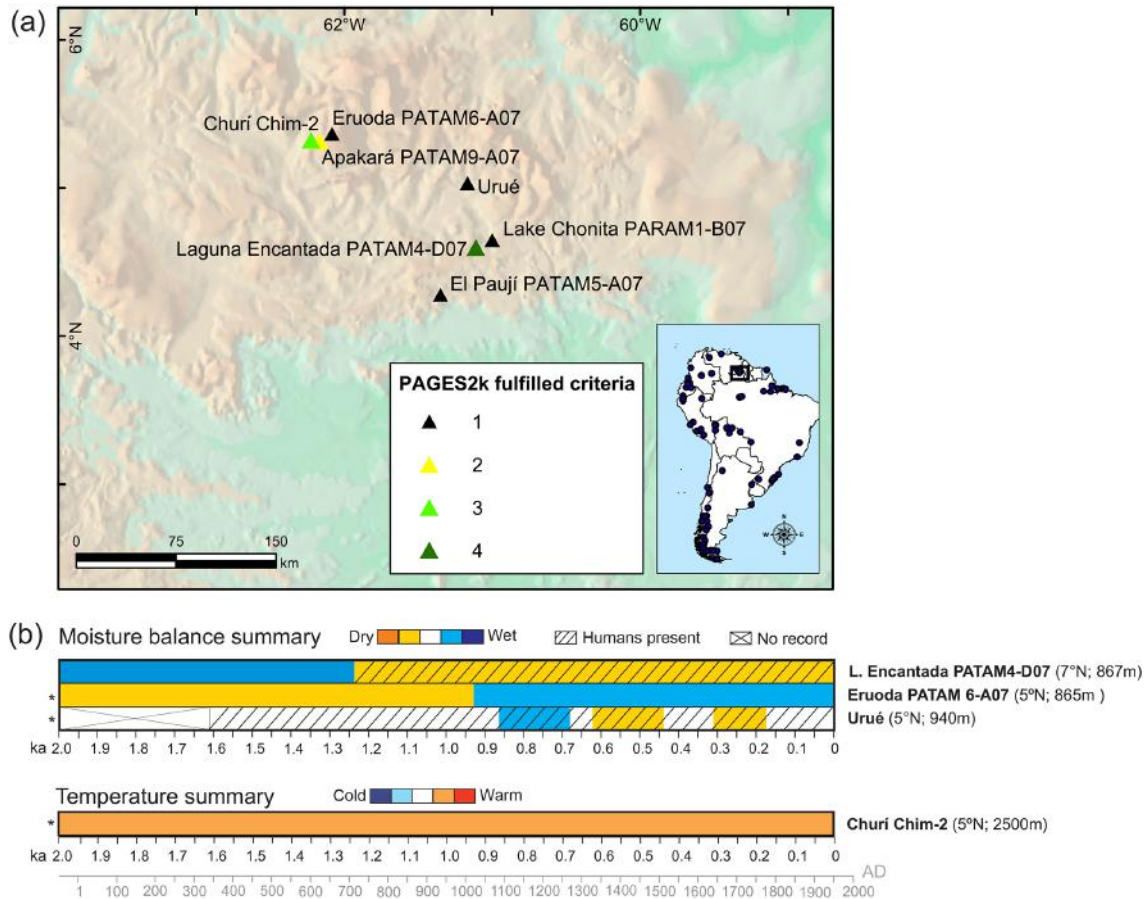 (a)
62°W
60°W
6°N
Churí Chim-2
Eruoda PATAM6-A07
Apakará PATAM9-A07
Urué
Lake Chonita PARAM1-B07
Laguna Encantada PATAM4-D07
El Paují PATAM5-A07
4°N
PAGES2k fulfilled criteria
1
2
3
4
0 75 150
km
N
W E
S
(b)
Moisture balance summary Dry Wet Humans present No record
L. Encantada PATAM4-D07 (7°N; 867m)
* Eruoda PATAM 6-A07 (5ºN; 865m )
* Urué (5°N; 940m)
ka 2.0 1.9 1.8 1.7 1.6 1.5 1.4 1.3 1.2 1.1 1.0 0.9 0.8 0.7 0.6 0.5 0.4 0.3 0.2 0.1 0
Temperature summary Cold Warm
* Churí Chim-2 (5ºN; 2500m)
ka 2.0 1.9 1.8 1.7 1.6 1.5 1.4 1.3 1.2 1.1 1.0 0.9 0.8 0.7 0.6 0.5 0.4 0.3 0.2 0.1 0
AD
1 100 200 300 400 500 600 700 800 900 1000 1100 1200 1300 1400 1500 1600 1700 1800 1900 2000